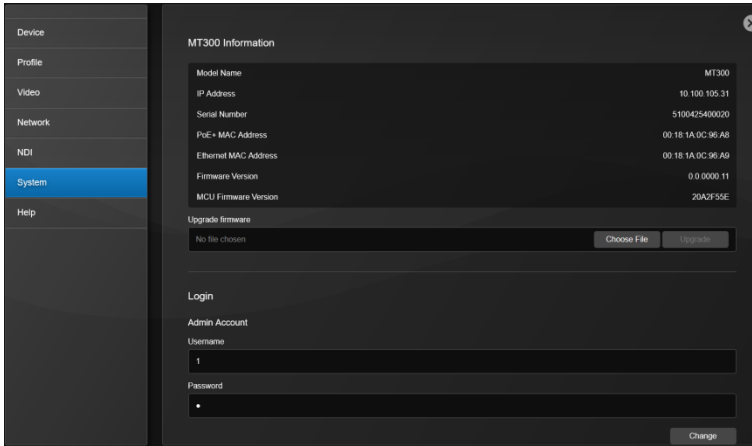 Device
Profile
Video
Network
NDI
System
Help
MT300 Information
Model Name MT300
IP Address 10.100.105.31
Serial Number 5100425400020
PoE+ MAC Address 00:18:1A:0C:96:A8
Ethernet MAC Address 00:18:1A:0C:96:A9
Firmware Version 0.0.0000.11
MCU Firmware Version 20A2F55E
Upgrade firmware
No file chosen Choose File Upgrade
Login
Admin Account
Username
1
Password
•
Change